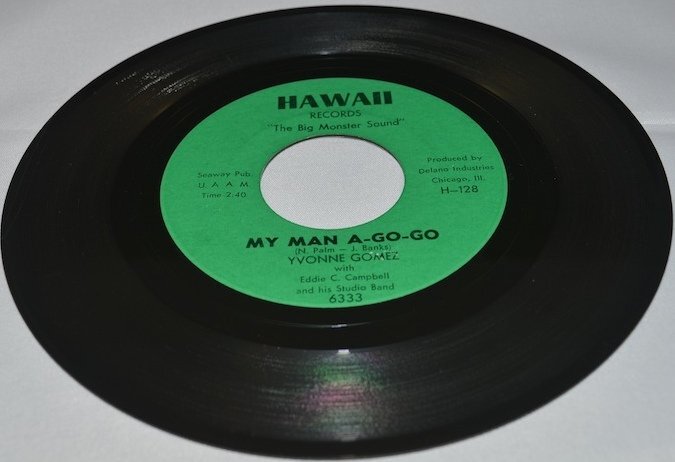 HAWAII
RECORDS
"The Big Monster Sound"
Seaway Pub.
U. A. A. M.
Time 2:40
Produced by
Delano Industries
Chicago, Ill.
H-128
MY MAN A-GO-GO
(N. Palm - J. Banks)
YVONNE GOMEZ
with
Eddie C. Campbell
and his Studio Band
6333